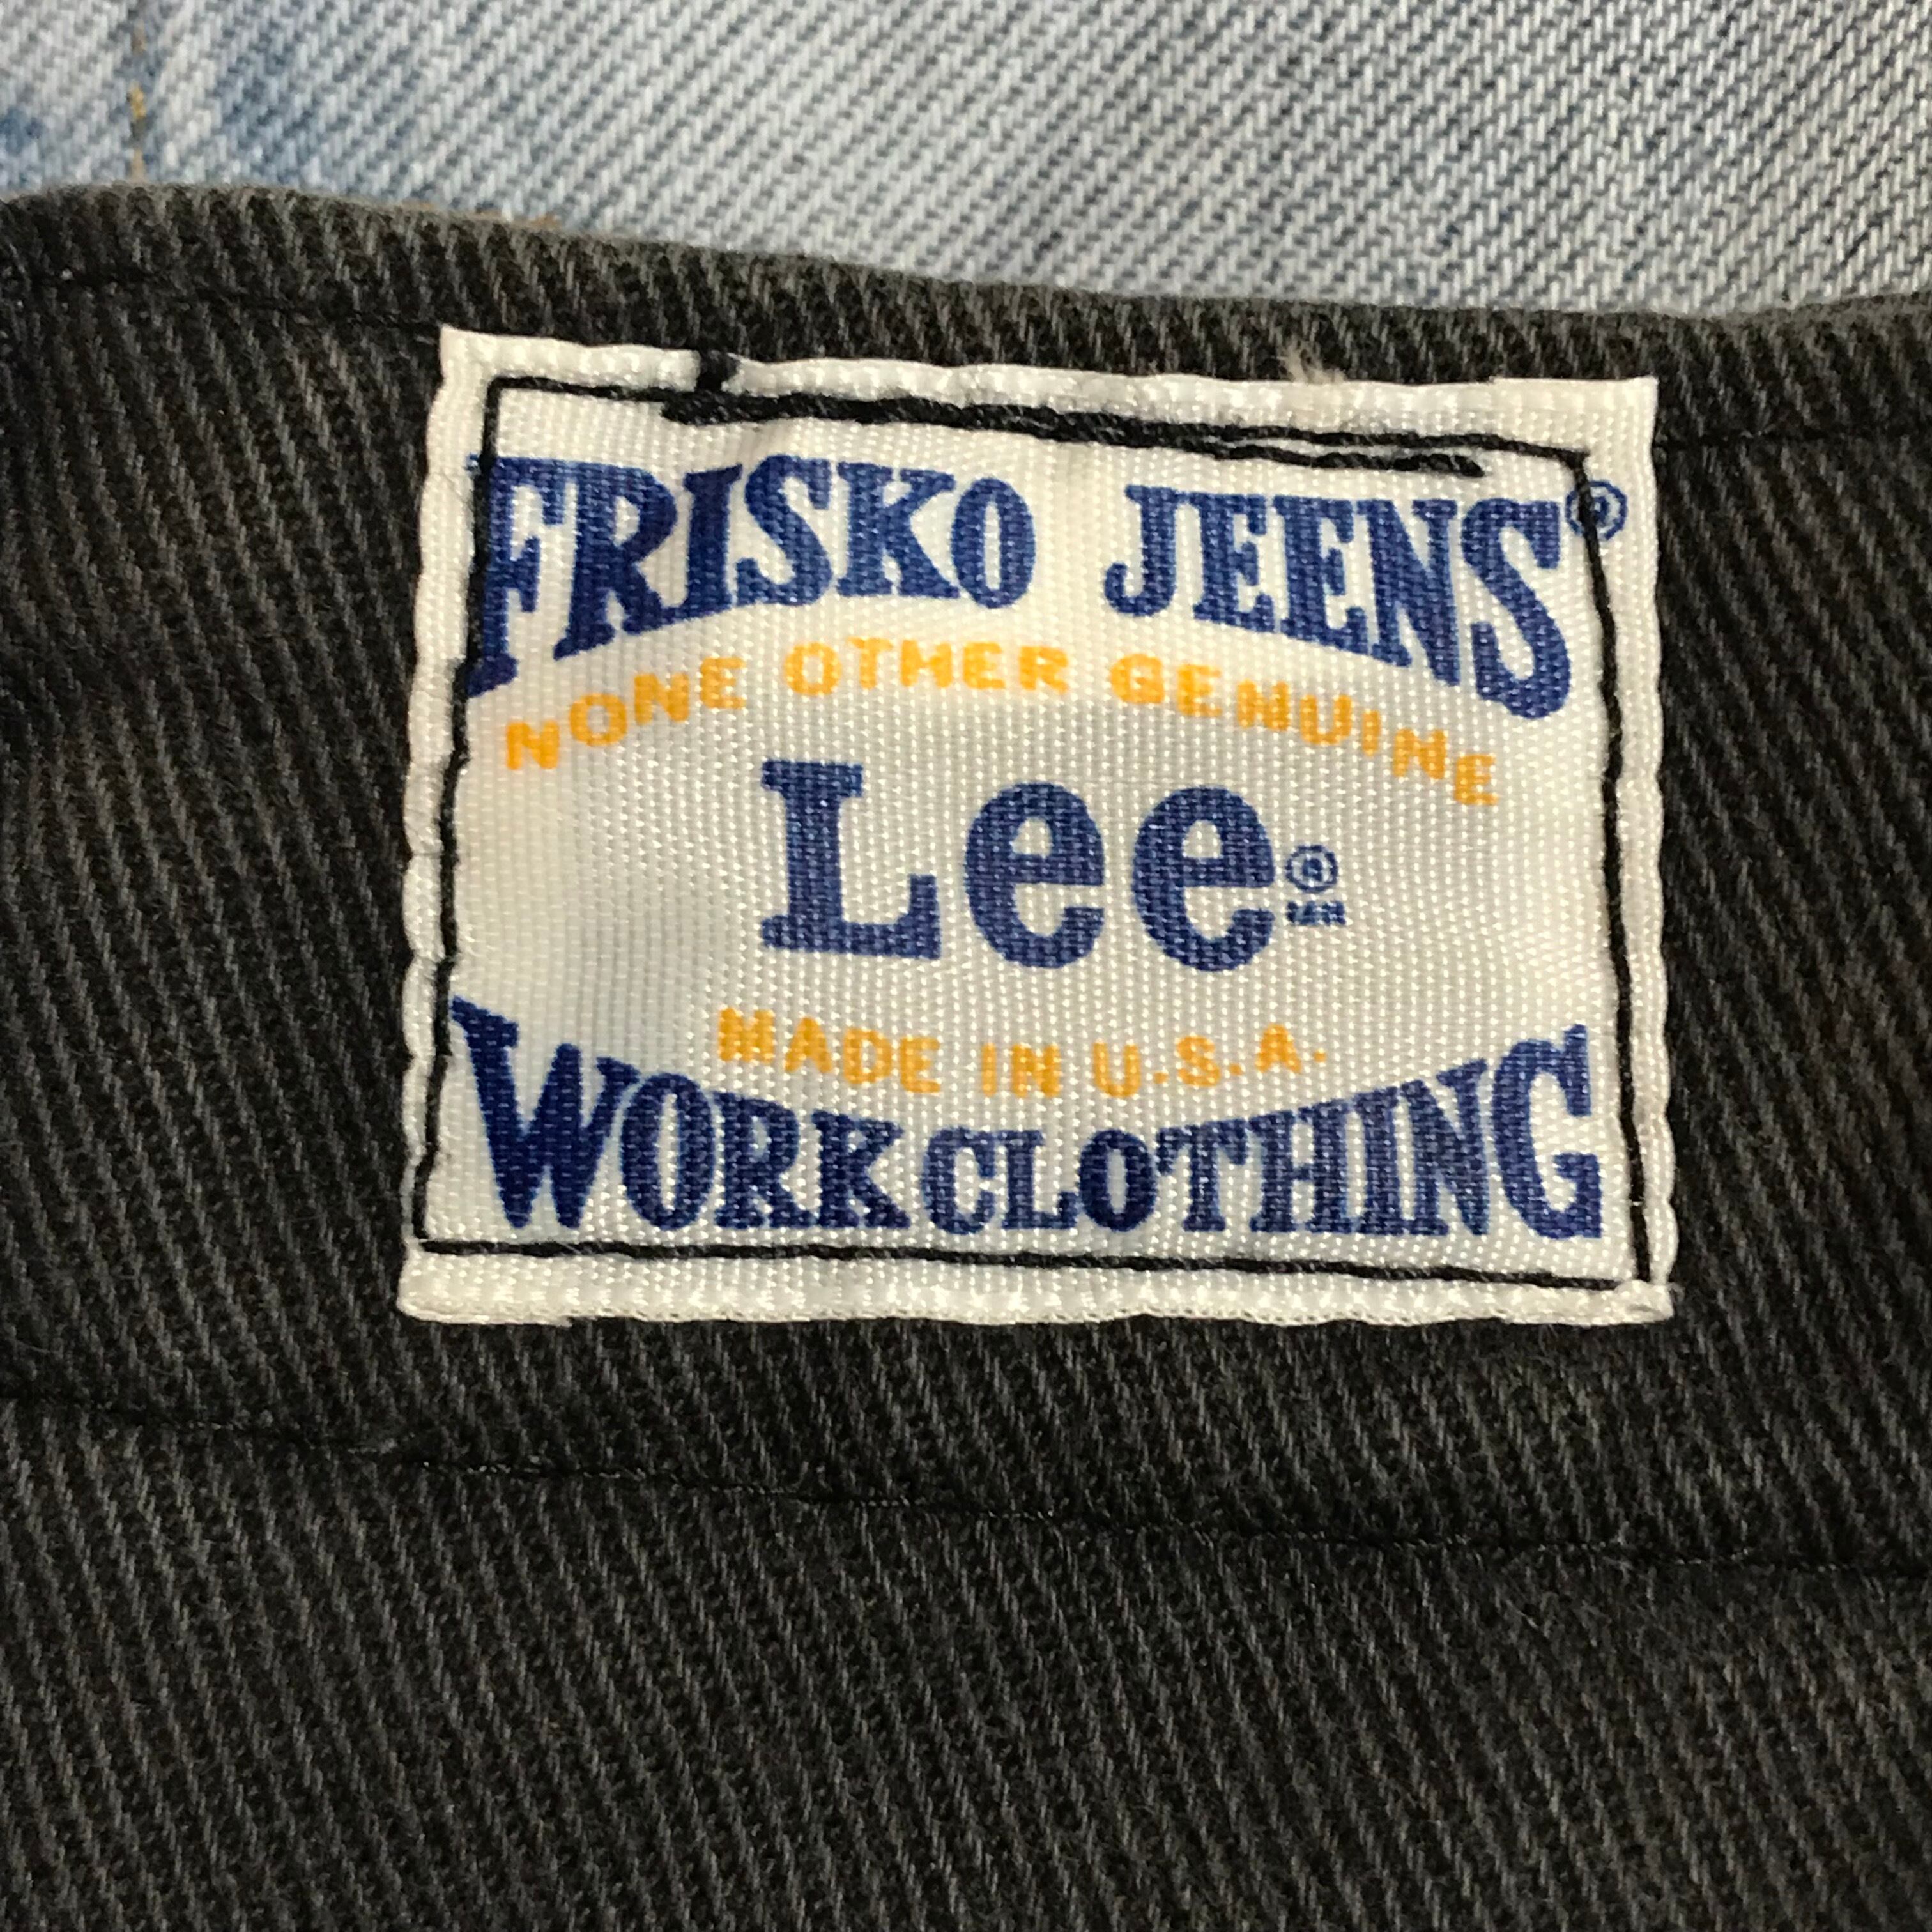 FRISKO JEENS®
NONE OTHER GENUINE
Lee®
MADE IN U.S.A.
WORK CLOTHING